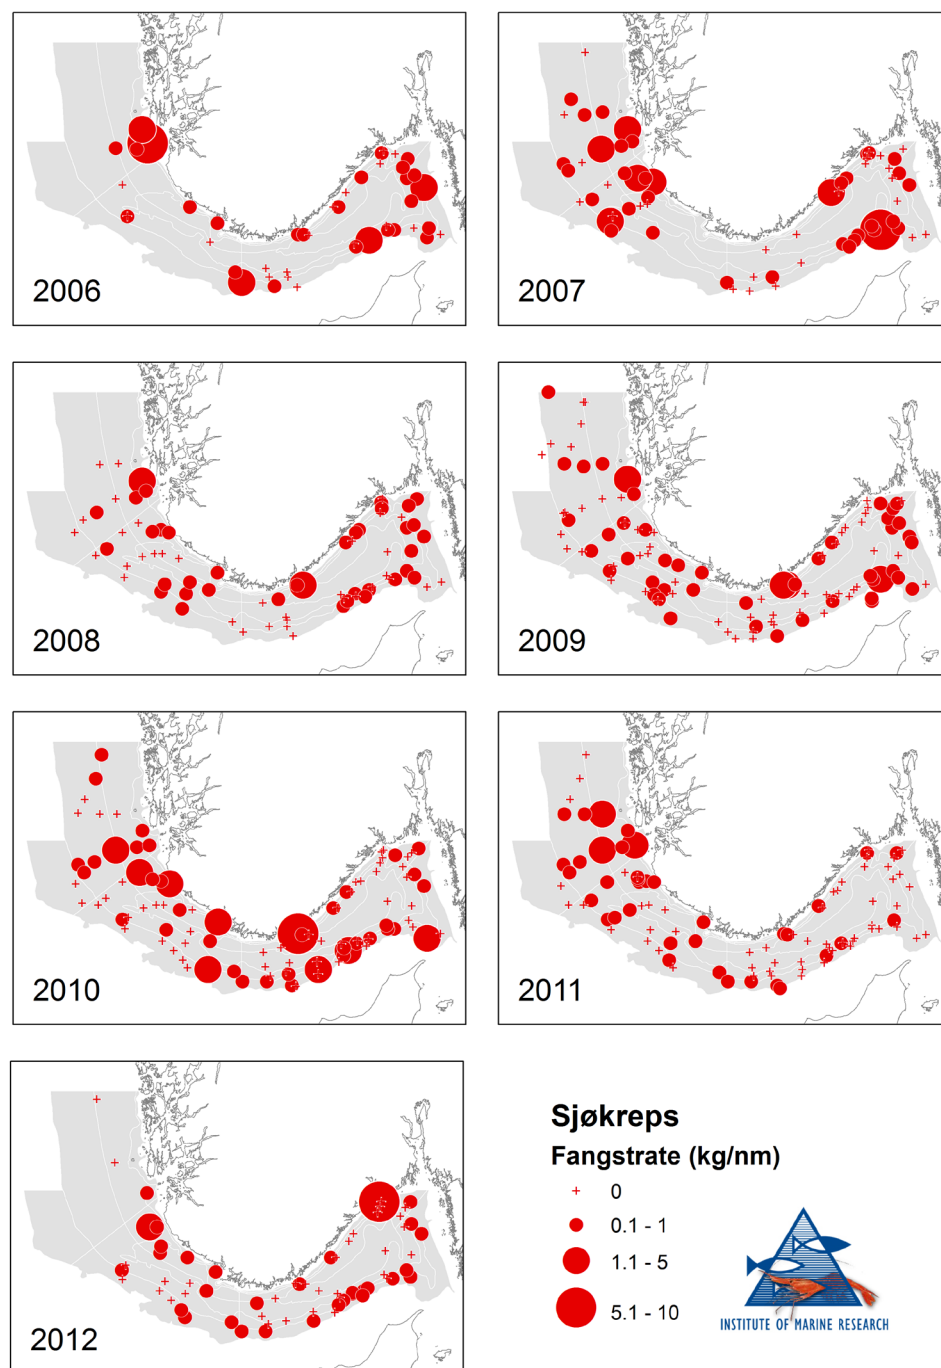 2006
2007
2008
2009
2010
2011
2012
Sjøkreps
Fangstrate (kg/nm)
0
0.1 - 1
1.1 - 5
5.1 - 10
INSTITUTE OF MARINE RESEARCH